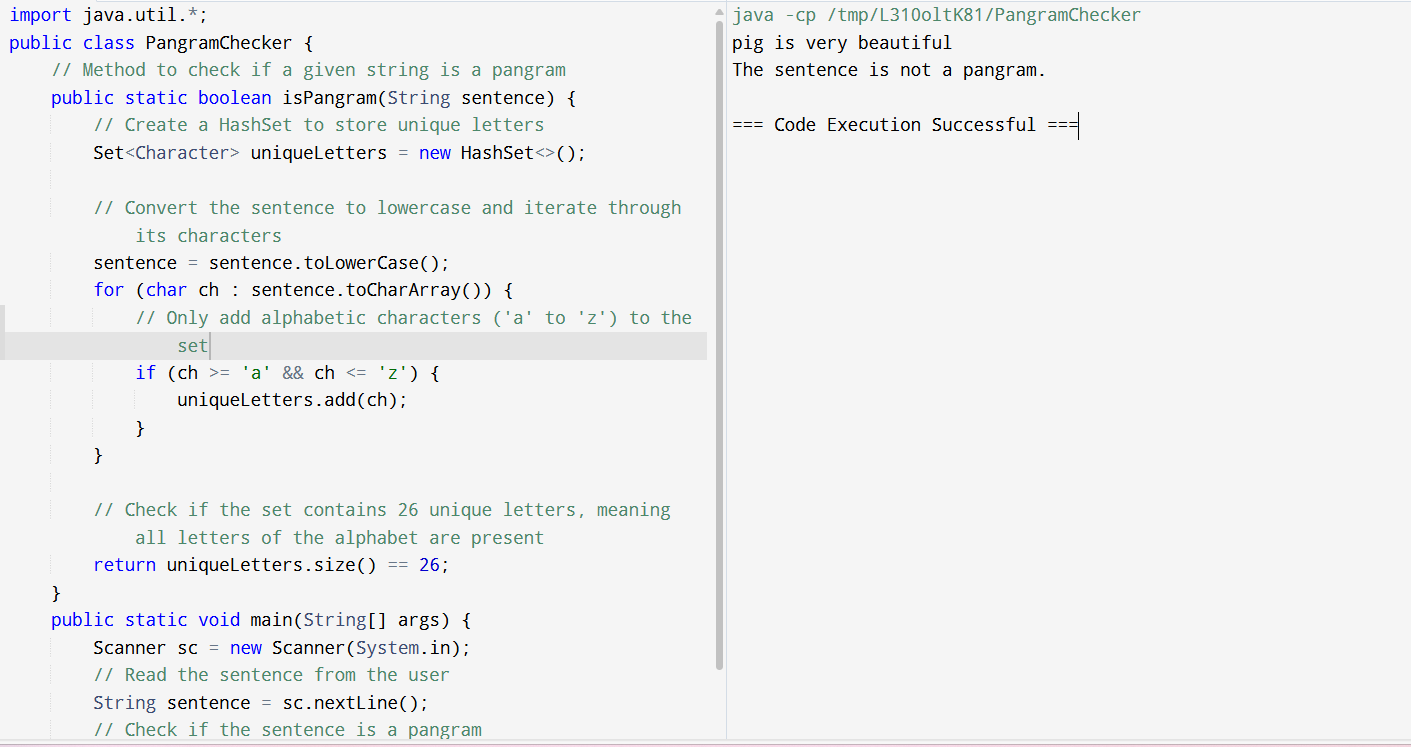 import java.util.*;
public class PangramChecker {
    // Method to check if a given string is a pangram
    public static boolean isPangram(String sentence) {
        // Create a HashSet to store unique letters
        Set<Character> uniqueLetters = new HashSet<>();

        // Convert the sentence to lowercase and iterate through
            its characters
        sentence = sentence.toLowerCase();
        for (char ch : sentence.toCharArray()) {
            // Only add alphabetic characters ('a' to 'z') to the
                set
            if (ch >= 'a' && ch <= 'z') {
                uniqueLetters.add(ch);
            }
        }

        // Check if the set contains 26 unique letters, meaning
            all letters of the alphabet are present
        return uniqueLetters.size() == 26;
    }
    public static void main(String[] args) {
        Scanner sc = new Scanner(System.in);
        // Read the sentence from the user
        String sentence = sc.nextLine();
        // Check if the sentence is a pangram
java -cp /tmp/L310oltK81/PangramChecker
pig is very beautiful
The sentence is not a pangram.

=== Code Execution Successful ===